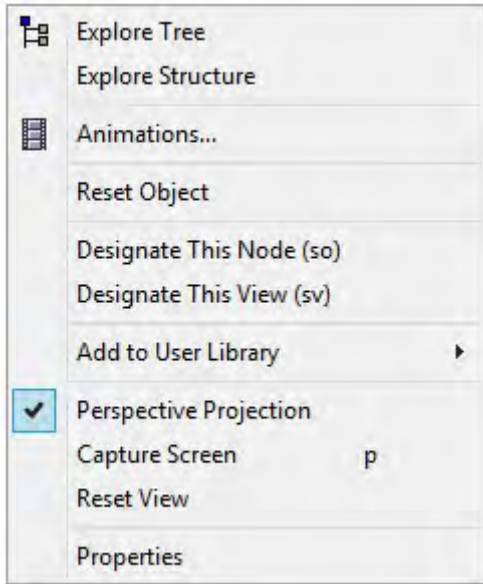 Explore Tree
Explore Structure
Animations...
Reset Object
Designate This Node (so)
Designate This View (sv)
Add to User Library
Perspective Projection
Capture Screen p
Reset View
Properties